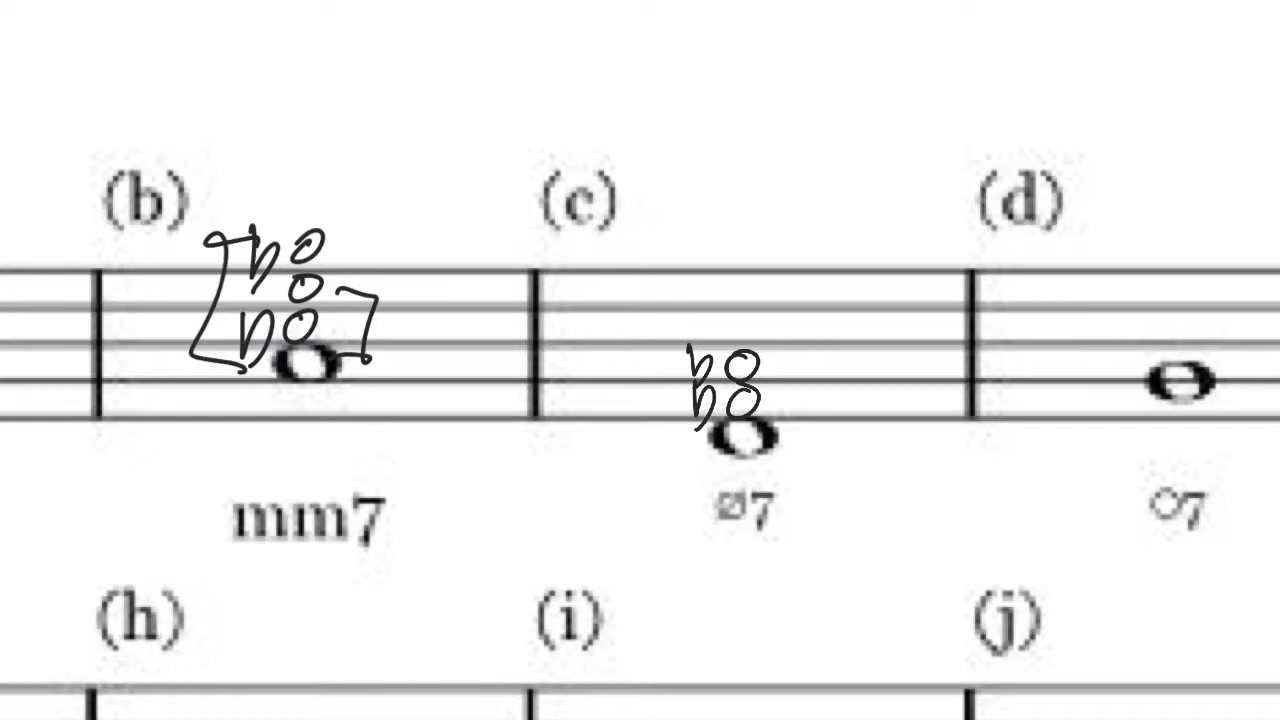 (b) (c) (d)
♭
♭
♭
♭
mm7 ø7 ○7
(h) (i) (j)